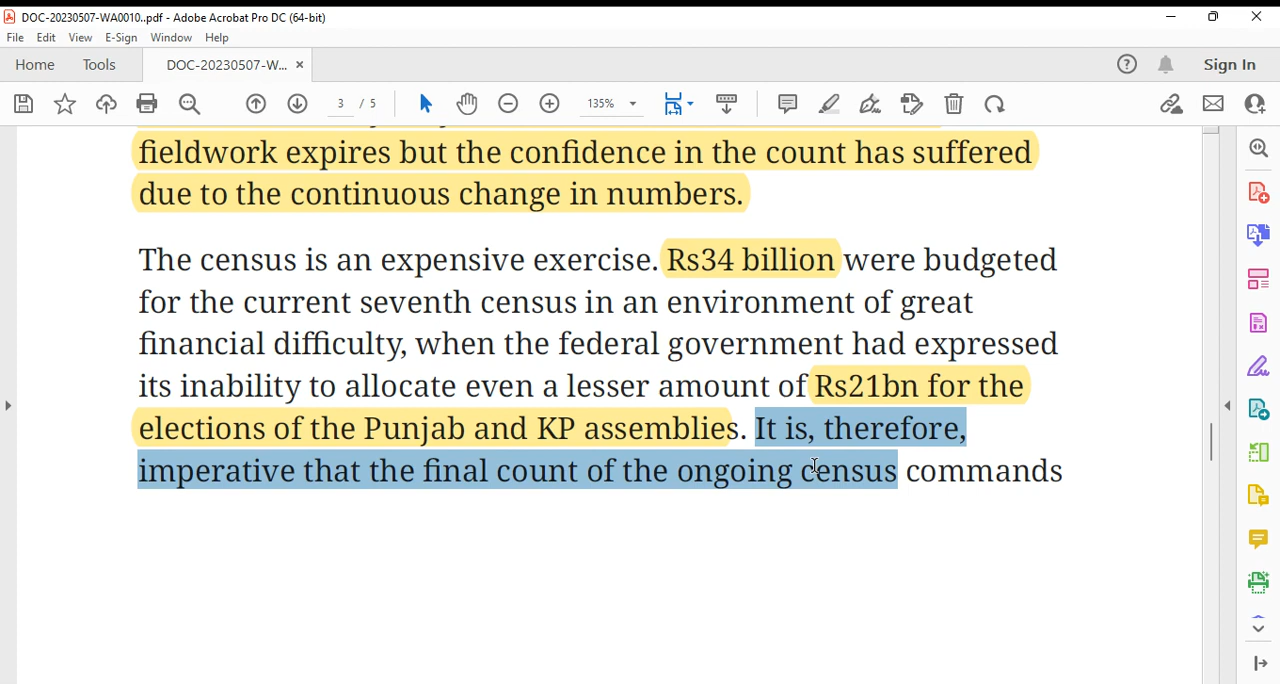 DOC-20230507-WA0010..pdf - Adobe Acrobat Pro DC (64-bit)
File Edit View E-Sign Window Help
Home Tools DOC-20230507-W... × Sign In
3 / 5 135%
fieldwork expires but the confidence in the count has suffered
due to the continuous change in numbers.
The census is an expensive exercise. Rs34 billion were budgeted
for the current seventh census in an environment of great
financial difficulty, when the federal government had expressed
its inability to allocate even a lesser amount of Rs21bn for the
elections of the Punjab and KP assemblies. It is, therefore,
imperative that the final count of the ongoing census commands